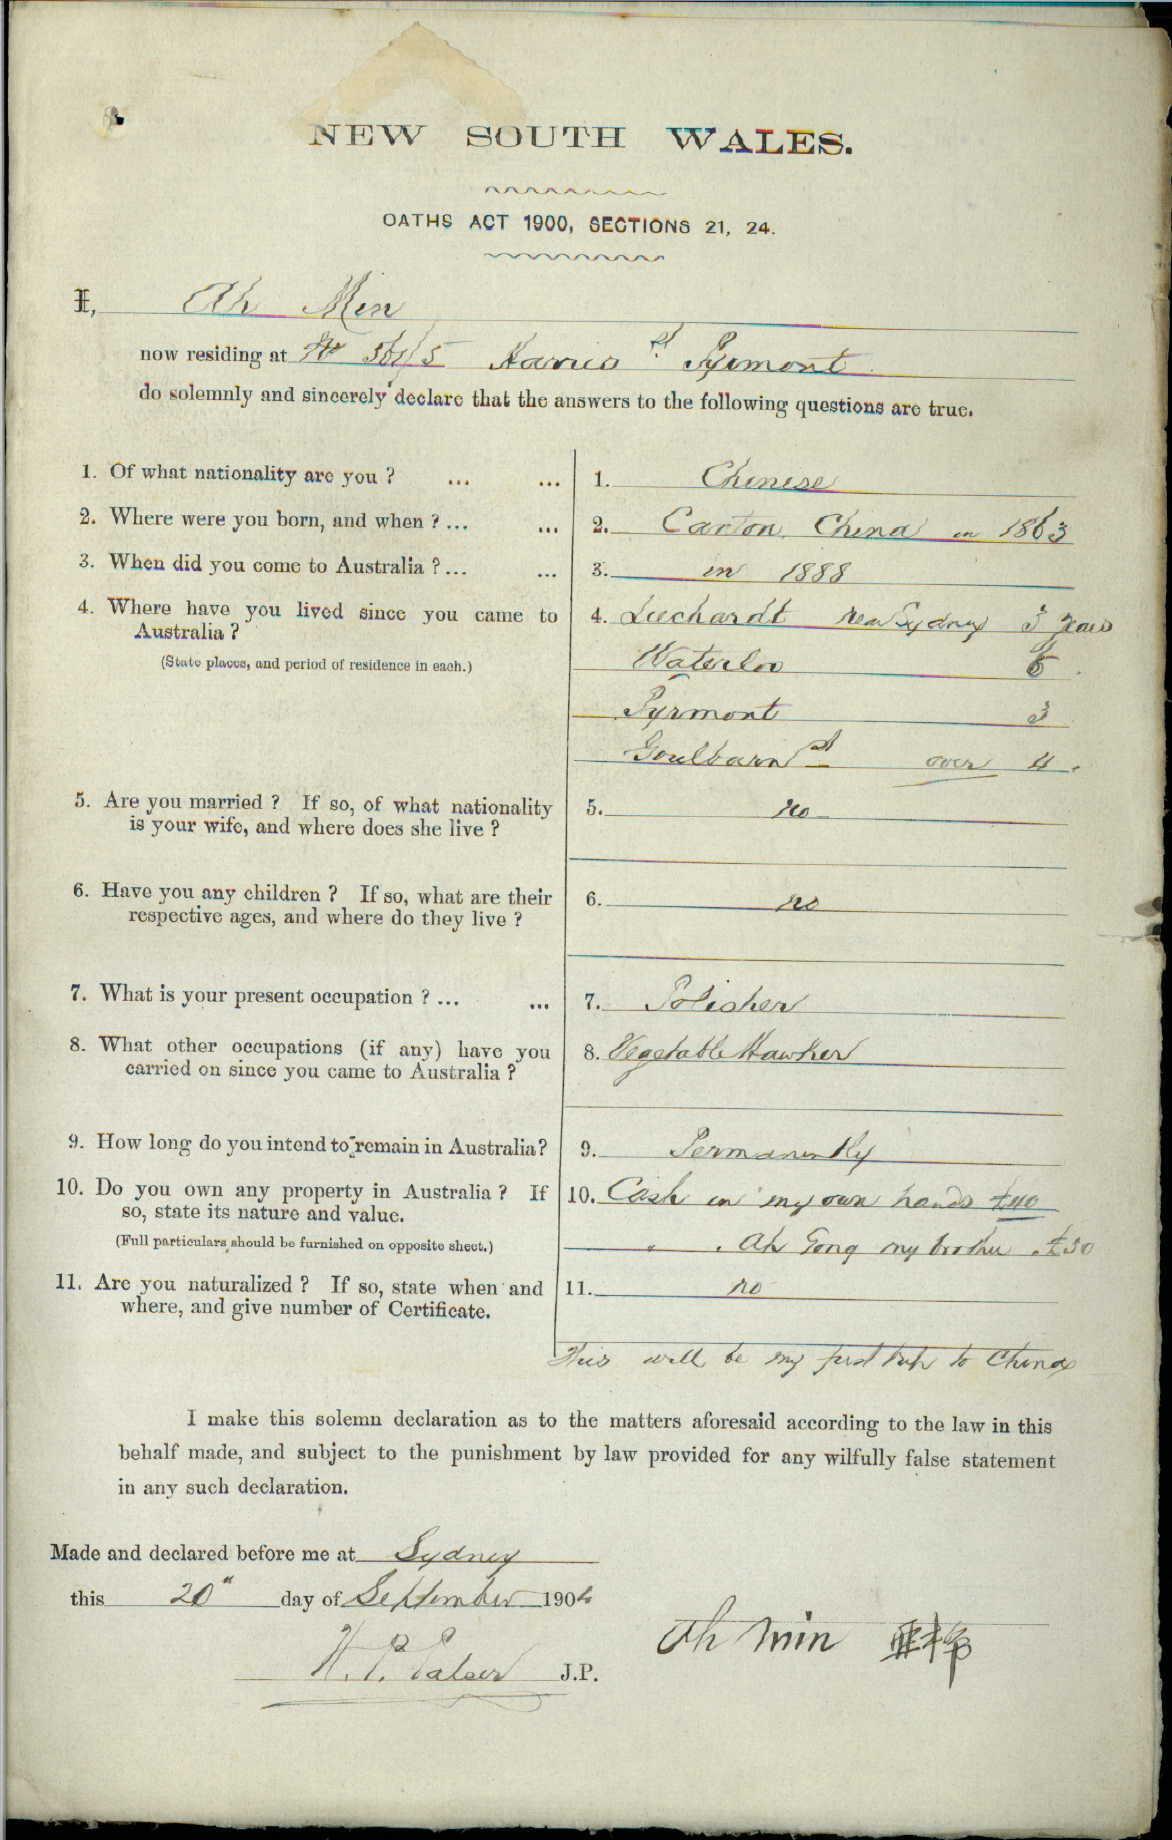 NEW SOUTH WALES.
OATHS ACT 1900, SECTIONS 21, 24.
I, Ah Min
now residing at Harris St Pyrmont
do solemnly and sincerely declare that the answers to the following questions are true.
1. Of what nationality are you ? ... ... 1. Chinese
2. Where were you born, and when ? ... ... 2. Canton China in 1863
3. When did you come to Australia ? ... ... 3. in 1888
4. Where have you lived since you came to 4. Liechardt near Sydney 3 years
Australia ?
(State places, and period of residence in each.) Waterloo
Pyrmont 3
Goulburn St over 4
5. Are you married ? If so, of what nationality 5. no
is your wife, and where does she live ?
6. Have you any children ? If so, what are their 6. no
respective ages, and where do they live ?
7. What is your present occupation ? ... ... 7. Polisher
8. What other occupations (if any) have you 8. Vegetable Hawker
carried on since you came to Australia ?
9. How long do you intend to remain in Australia? 9. Permanently
10. Do you own any property in Australia ? If 10. Cash in my own hands £40
so, state its nature and value.
(Full particulars should be furnished on opposite sheet.) " " Ah Gong my brother £30
11. Are you naturalized ? If so, state when and 11. no
where, and give number of Certificate.
This will be my first trip to China
I make this solemn declaration as to the matters aforesaid according to the law in this
behalf made, and subject to the punishment by law provided for any wilfully false statement
in any such declaration.
Made and declared before me at Sydney
this 20" day of September 1904
Ah Min 亞
H. P. J.P.